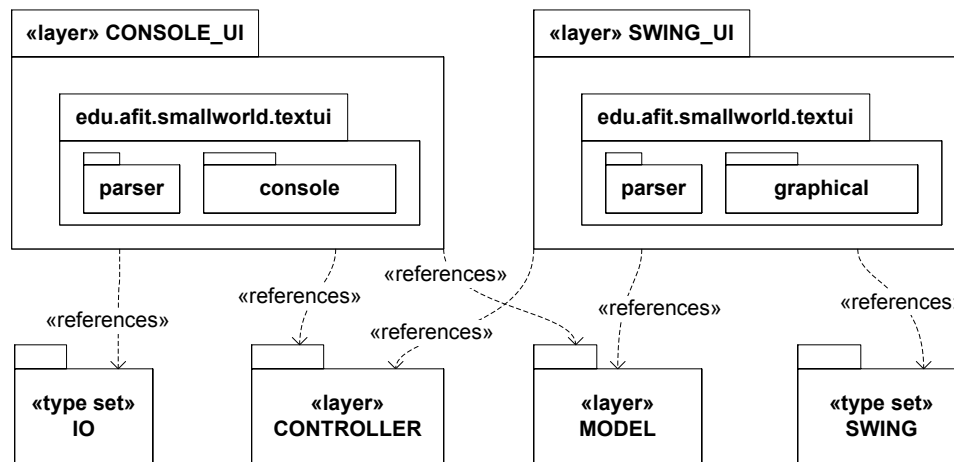 «layer» CONSOLE_UI
«layer» SWING_UI
edu.afit.smallworld.textui
edu.afit.smallworld.textui
parser
console
parser
graphical
«references»
«references»
«references»
«references»
«references»
«references»
«type set»
IO
«layer»
CONTROLLER
«layer»
MODEL
«type set»
SWING